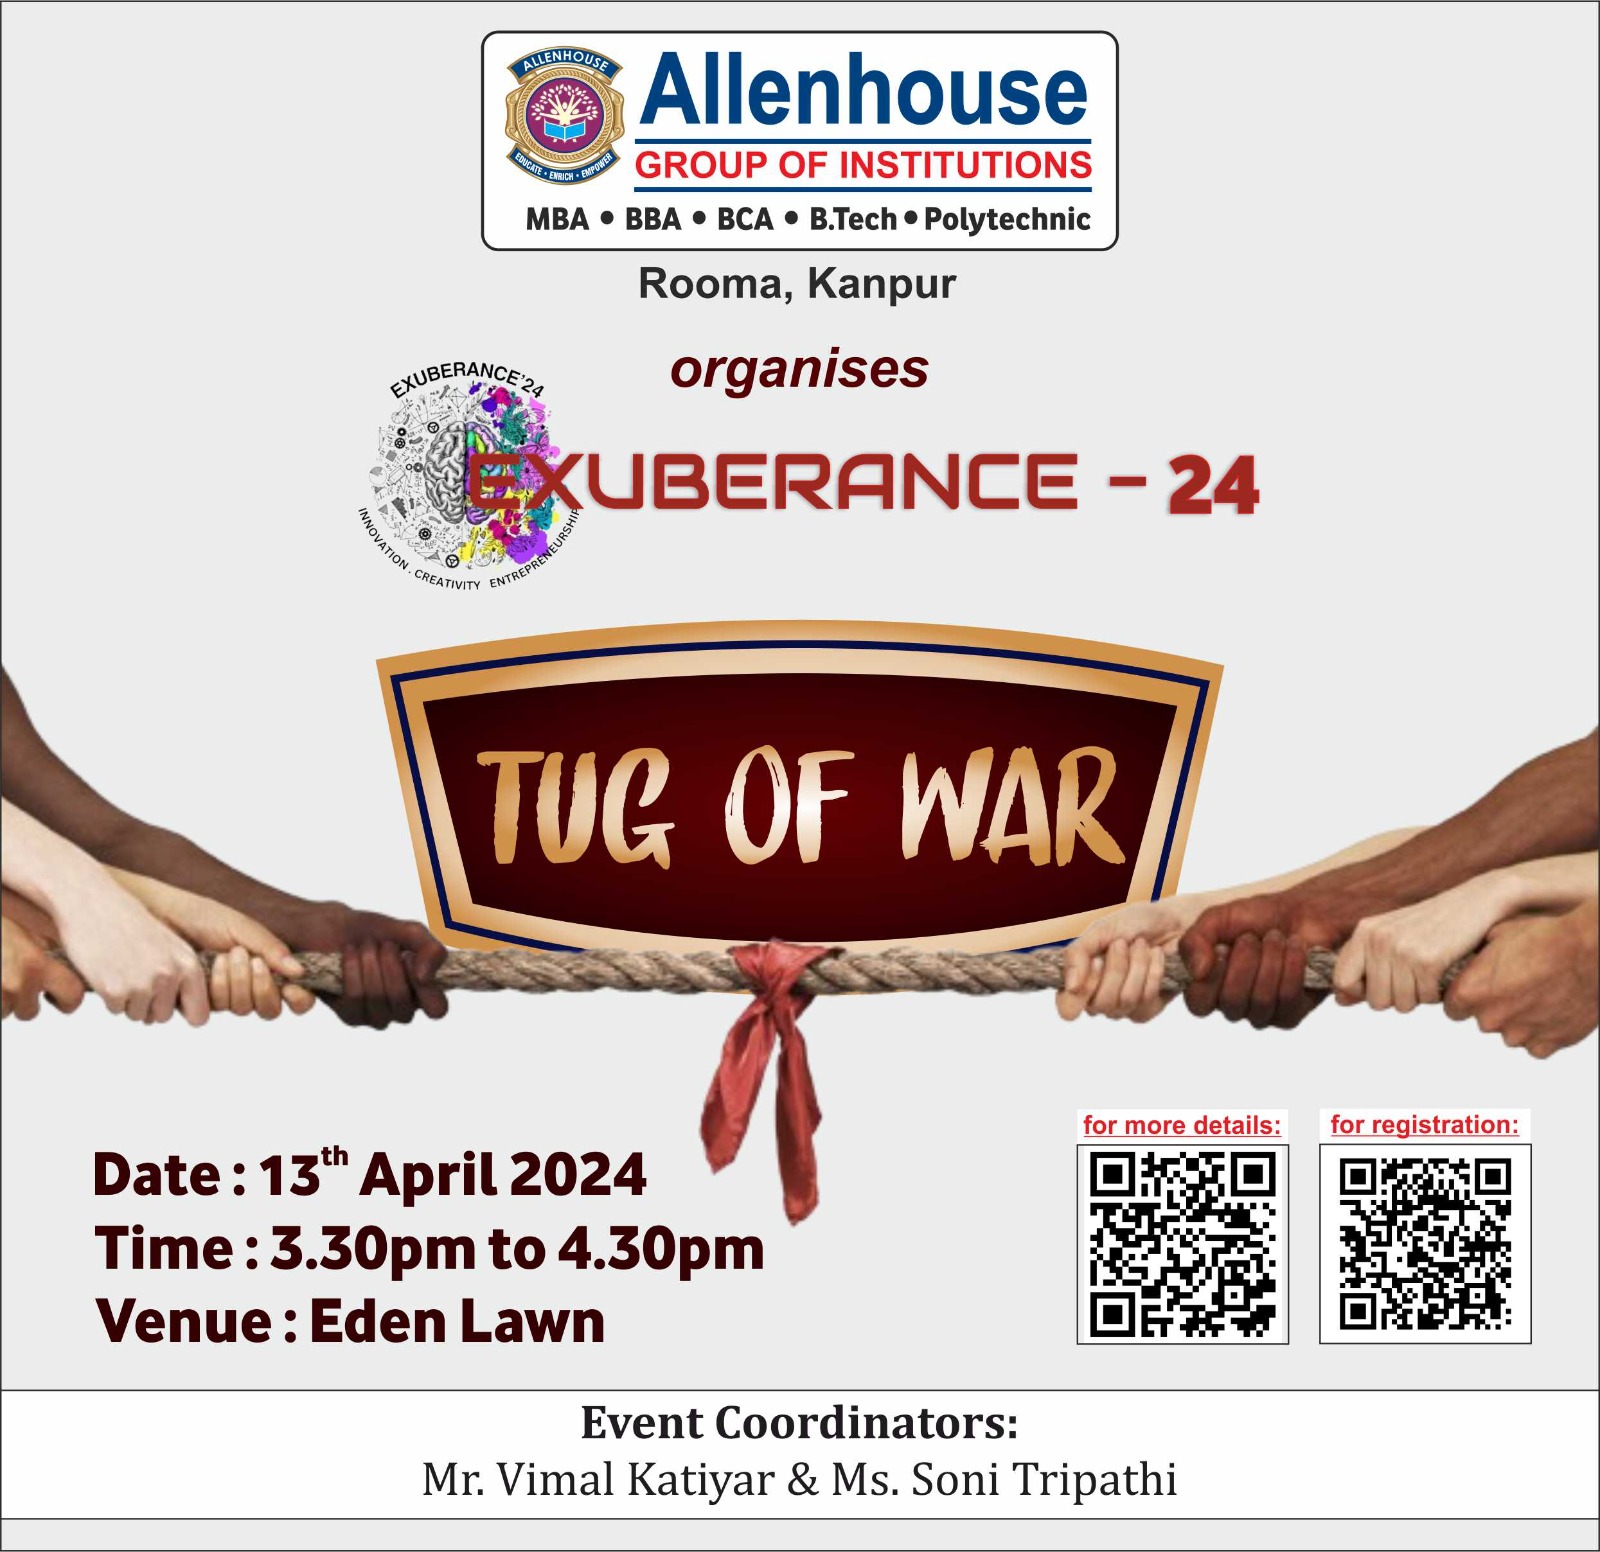 ALLENHOUSE
EDUCATE • ENRICH • EMPOWER
Allenhouse
GROUP OF INSTITUTIONS
MBA • BBA • BCA • B.Tech • Polytechnic
Rooma, Kanpur
organises
EXUBERANCE'24
EXUBERANCE - 24
INNOVATION . CREATIVITY ENTREPRENEURSHIP
TUG OF WAR
for more details:
for registration:
Date : 13th April 2024
Time : 3.30pm to 4.30pm
Venue : Eden Lawn
Event Coordinators:
Mr. Vimal Katiyar & Ms. Soni Tripathi